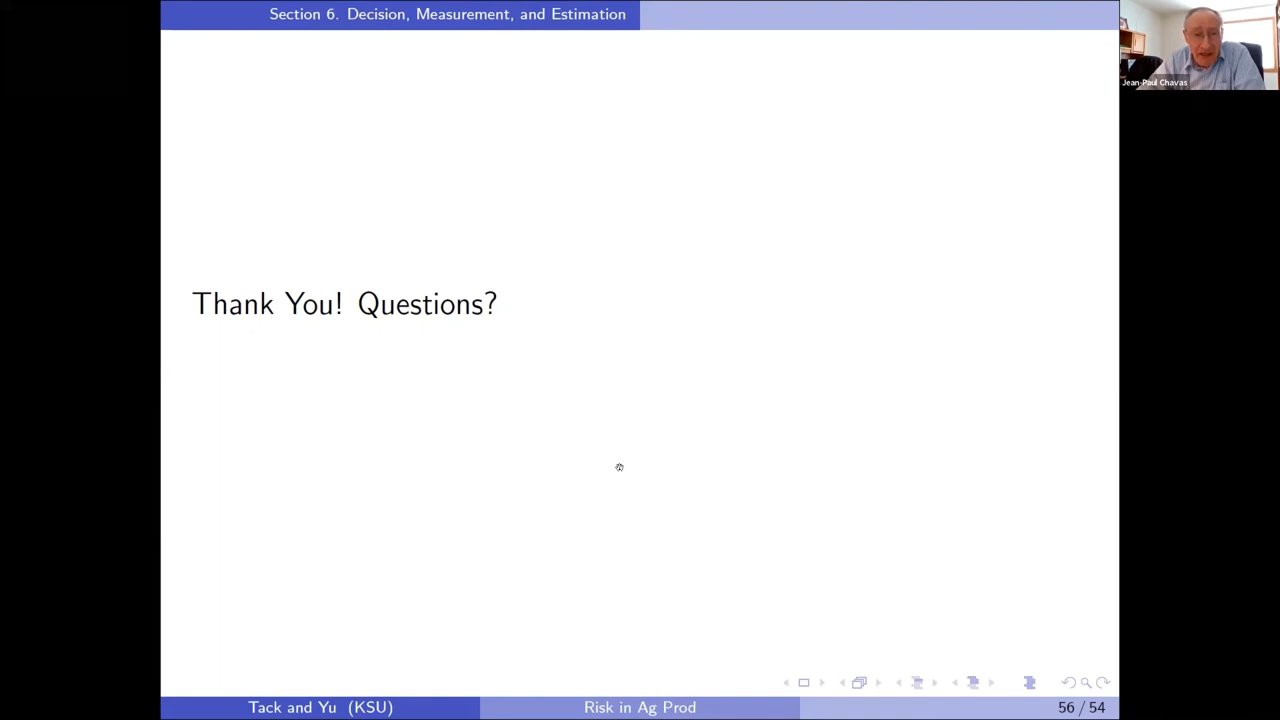 Section 6. Decision, Measurement, and Estimation
Jean-Paul Chavas
Thank You! Questions?
Tack and Yu (KSU)
Risk in Ag Prod
56 / 54